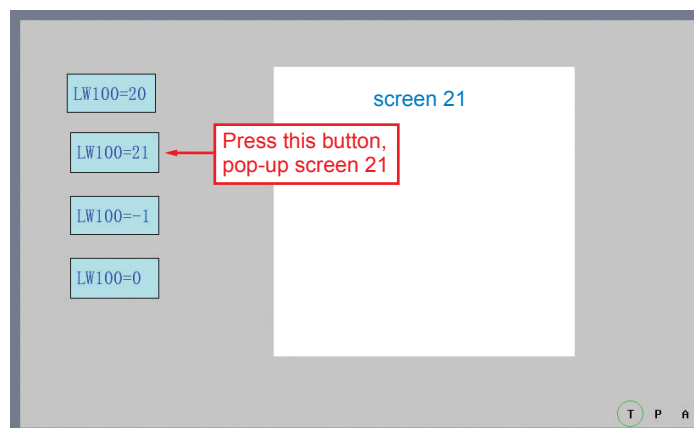 LW100=20
screen 21
LW100=21
Press this button,
pop-up screen 21
LW100=-1
LW100=0
T P A